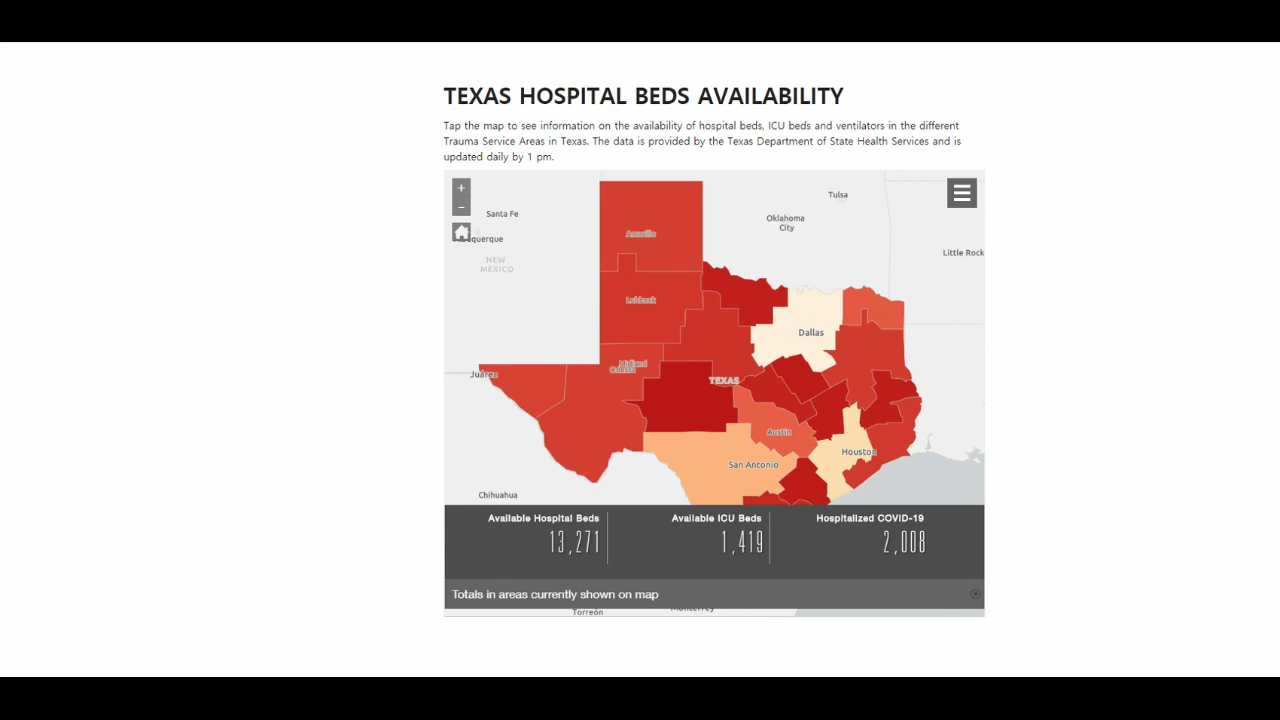 TEXAS HOSPITAL BEDS AVAILABILITY
Tap the map to see information on the availability of hospital beds, ICU beds and ventilators in the different
Trauma Service Areas in Texas. The data is provided by the Texas Department of State Health Services and is
updated daily by 1 pm.
+
Tulsa
−
Santa Fe
Oklahoma
City
Amarillo
Albuquerque
Little Rock
NEW
MEXICO
Lubbock
Dallas
Midland
Odessa
Juárez
TEXAS
Austin
Houston
San Antonio
Chihuahua
Available Hospital Beds
Available ICU Beds
Hospitalized COVID-19
13,271
1,419
2,008
Totals in areas currently shown on map
Torreón
Monterrey